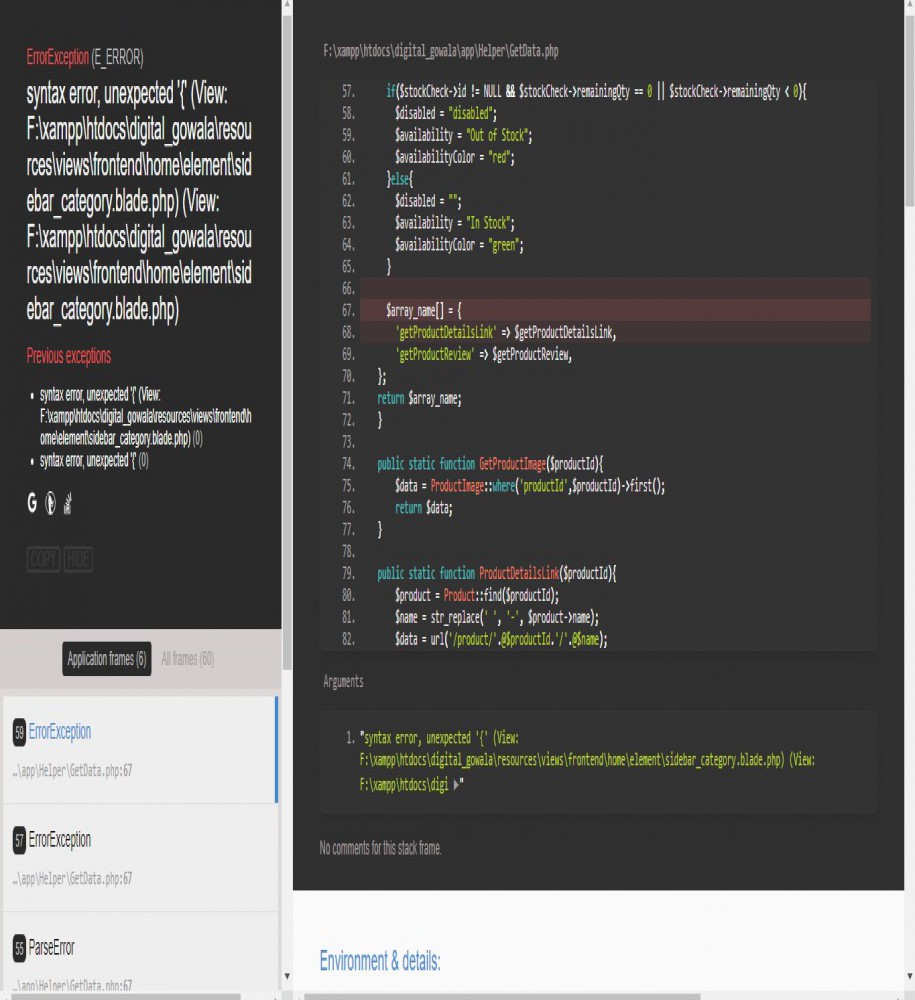 ErrorException (E_ERROR)
syntax error, unexpected '{' (View:
F:\xampp\htdocs\digital_gowala\resou
rces\views\frontend\home\element\sid
ebar_category.blade.php) (View:
F:\xampp\htdocs\digital_gowala\resou
rces\views\frontend\home\element\sid
ebar_category.blade.php)
Previous exceptions
• syntax error, unexpected '{' (View:
F:\xampp\htdocs\digital_gowala\resources\views\frontend\h
ome\element\sidebar_category.blade.php) (0)
• syntax error, unexpected '{' (0)
G
COPY HIDE
Application frames (6) All frames (60)
59 ErrorException
…\app\Helper\GetData.php:67
57 ErrorException
…\app\Helper\GetData.php:67
55 ParseError
…\app\Helper\GetData.php:67
F:\xampp\htdocs\digital_gowala\app\Helper\GetData.php
57. if($stockCheck->id != NULL && $stockCheck->remainingQty == 0 || $stockCheck->remainingQty < 0){
58. $disabled = "disabled";
59. $availability = "Out of Stock";
60. $availabilityColor = "red";
61. }else{
62. $disabled = "";
63. $availability = "In Stock";
64. $availabilityColor = "green";
65. }
66.
67. $array_name[] = {
68. 'getProductDetailsLink' => $getProductDetailsLink,
69. 'getProductReview' => $getProductReview,
70. };
71. return $array_name;
72. }
73.
74. public static function GetProductImage($productId){
75. $data = ProductImage::where('productId',$productId)->first();
76. return $data;
77. }
78.
79. public static function ProductDetailsLink($productId){
80. $product = Product::find($productId);
81. $name = str_replace(' ', '-', $product->name);
82. $data = url('/product/'.@$productId.'/'.@$name);
Arguments
1. "syntax error, unexpected '{' (View:
F:\xampp\htdocs\digital_gowala\resources\views\frontend\home\element\sidebar_category.blade.php) (View:
F:\xampp\htdocs\digi ▶"
No comments for this stack frame.
Environment & details: